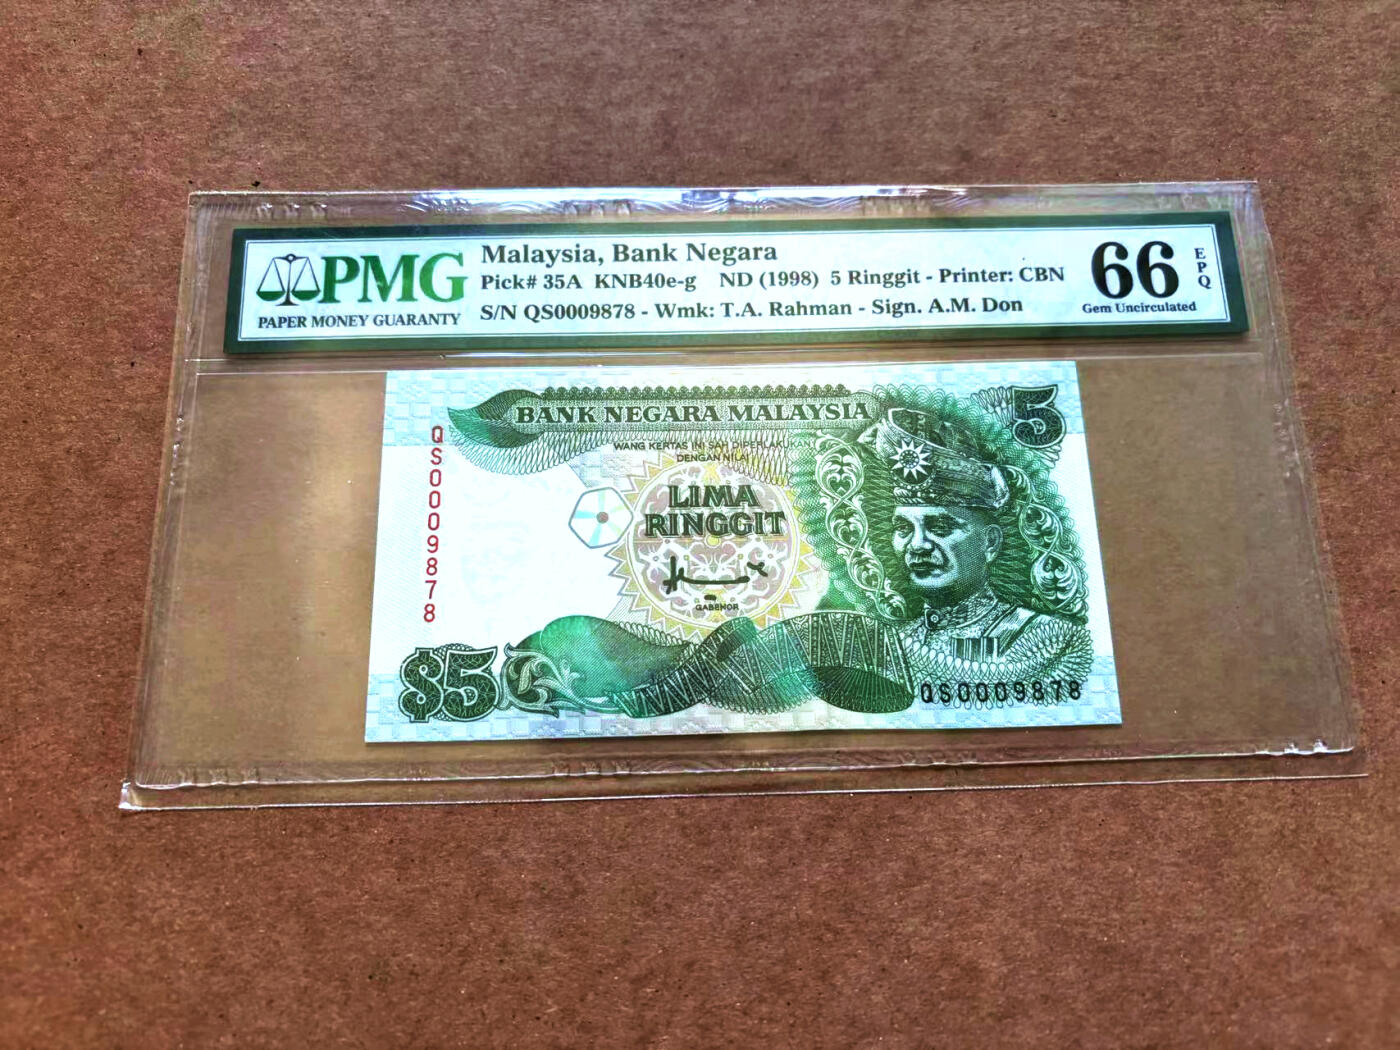 PMG
PAPER MONEY GUARANTY
Malaysia, Bank Negara
Pick# 35A KNB40e-g ND (1998) 5 Ringgit - Printer: CBN
S/N QS0009878 - Wmk: T.A. Rahman - Sign. A.M. Don
66
EPQ
Gem Uncirculated
BANK NEGARA MALAYSIA
5
WANG KERTAS INI SAH DIPERLAKUKAN
DENGAN NILAI
LIMA
RINGGIT
GABENOR
QS0009878
$5
QS0009878